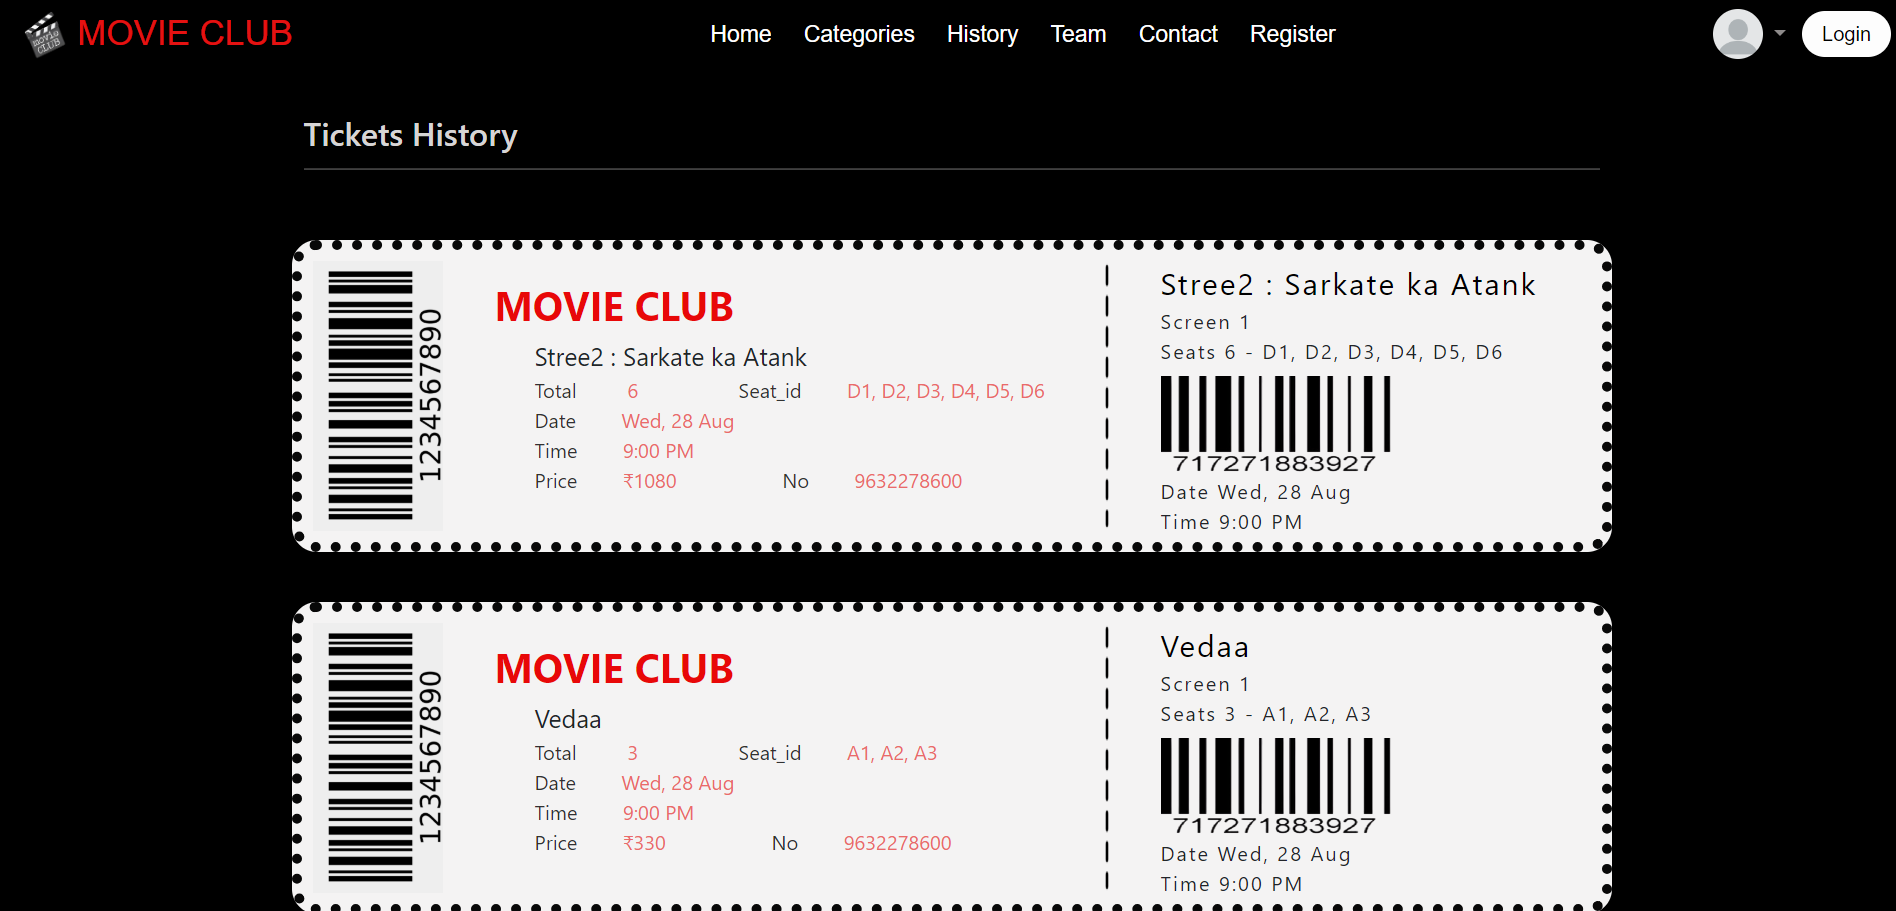 MOVIE CLUB
MOVIE CLUB
Home Categories History Team Contact Register
Login
Tickets History
1234567890
MOVIE CLUB
Stree2 : Sarkate ka Atank
Total 6 Seat_id D1, D2, D3, D4, D5, D6
Date Wed, 28 Aug
Time 9:00 PM
Price ₹1080 No 9632278600
Stree2 : Sarkate ka Atank
Screen 1
Seats 6 - D1, D2, D3, D4, D5, D6
717271883927
Date Wed, 28 Aug
Time 9:00 PM
1234567890
MOVIE CLUB
Vedaa
Total 3 Seat_id A1, A2, A3
Date Wed, 28 Aug
Time 9:00 PM
Price ₹330 No 9632278600
Vedaa
Screen 1
Seats 3 - A1, A2, A3
717271883927
Date Wed, 28 Aug
Time 9:00 PM